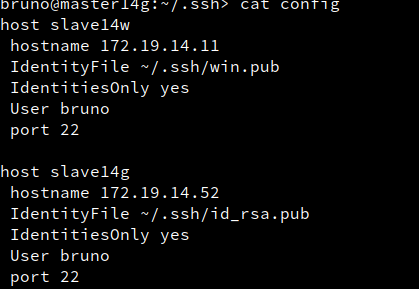 bruno@master14g:~/.ssh> cat config
host slave14w
hostname 172.19.14.11
IdentityFile ~/.ssh/win.pub
IdentitiesOnly yes
User bruno
port 22
host slave14g
hostname 172.19.14.52
IdentityFile ~/.ssh/id_rsa.pub
IdentitiesOnly yes
User bruno
port 22